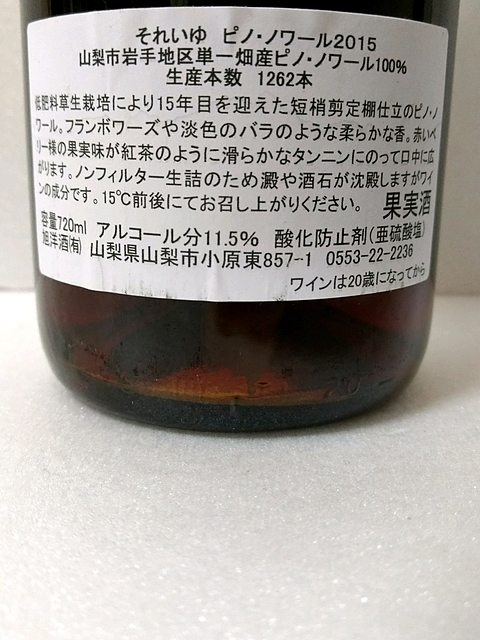 それいゆ ピノ・ノワール2015
山梨市岩手地区単一畑産ピノ・ノワール100%
生産本数 1262本
低肥料草生栽培により15年目を迎えた短梢剪定棚仕立のピノ・ノ
ワール。フランボワーズや淡色のバラのような柔らかな香。赤いベ
リー様の果実味が紅茶のように滑らかなタンニンにのって口中に広
がります。ノンフィルター生詰のため澱や酒石が沈殿しますがワイ
ンの成分です。15℃前後にてお召し上がりください。 果実酒
容量720ml アルコール分11.5% 酸化防止剤(亜硫酸塩)
旭洋酒(有) 山梨県山梨市小原東857-1 0553-22-2236
ワインは20歳になってから